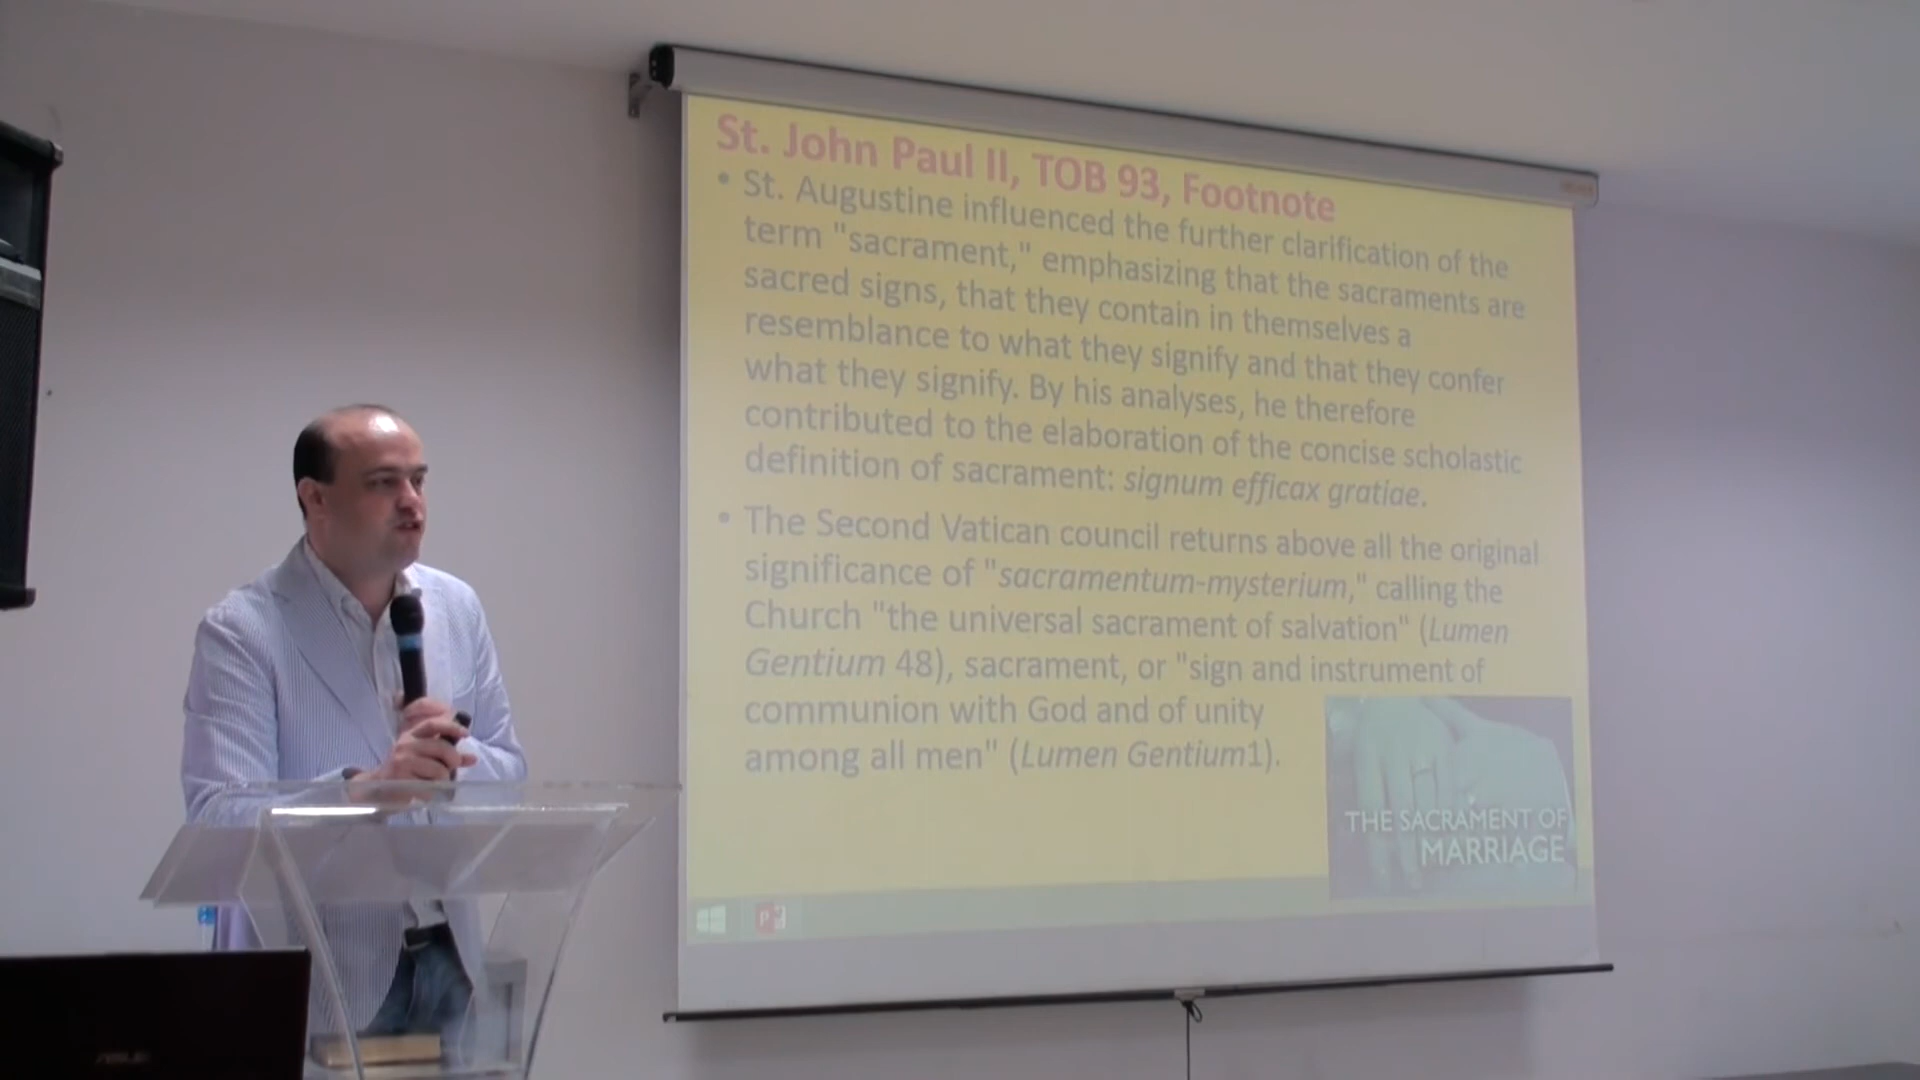 St. John Paul II, TOB 93, Footnote
• St. Augustine influenced the further clarification of the
term "sacrament," emphasizing that the sacraments are
sacred signs, that they contain in themselves a
resemblance to what they signify and that they confer
what they signify. By his analyses, he therefore
contributed to the elaboration of the concise scholastic
definition of sacrament: signum efficax gratiae.
• The Second Vatican council returns above all the original
significance of "sacramentum-mysterium," calling the
Church "the universal sacrament of salvation" (Lumen
Gentium 48), sacrament, or "sign and instrument of
communion with God and of unity
among all men" (Lumen Gentium1).
THE SACRAMENT OF
MARRIAGE
P
ASUS